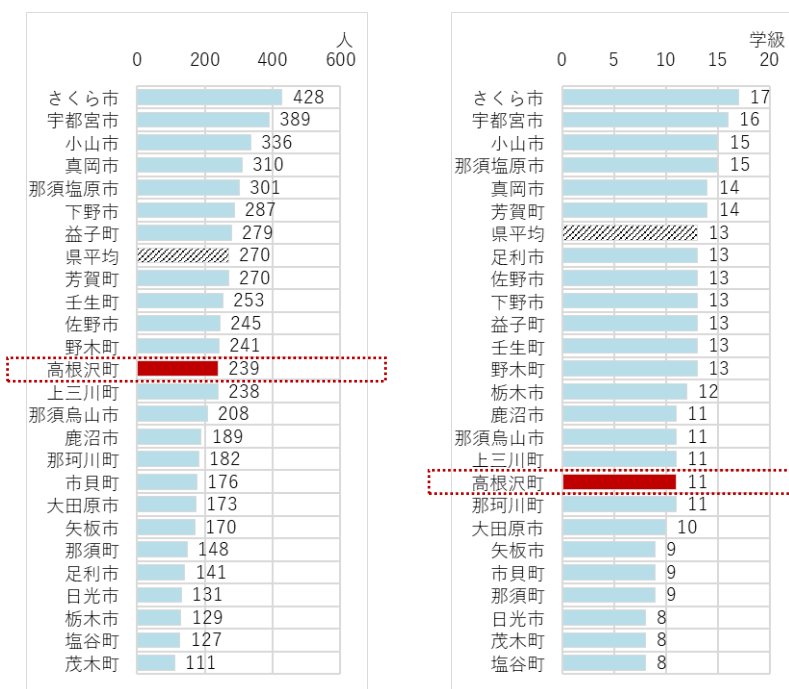 人
0 200 400 600
さくら市 428
宇都宮市 389
小山市 336
真岡市 310
那須塩原市 301
下野市 287
益子町 279
県平均 270
芳賀町 270
壬生町 253
佐野市 245
野木町 241
高根沢町 239
上三川町 238
那須烏山市 208
鹿沼市 189
那珂川町 182
市貝町 176
大田原市 173
矢板市 170
那須町 148
足利市 141
日光市 131
栃木市 129
塩谷町 127
茂木町 111
学級
0 5 10 15 20
さくら市 17
宇都宮市 16
小山市 15
那須塩原市 15
真岡市 14
芳賀町 14
県平均 13
足利市 13
佐野市 13
下野市 13
益子町 13
壬生町 13
野木町 13
栃木市 12
鹿沼市 11
那須烏山市 11
上三川町 11
高根沢町 11
那珂川町 11
大田原市 10
矢板市 9
市貝町 9
那須町 9
日光市 8
茂木町 8
塩谷町 8